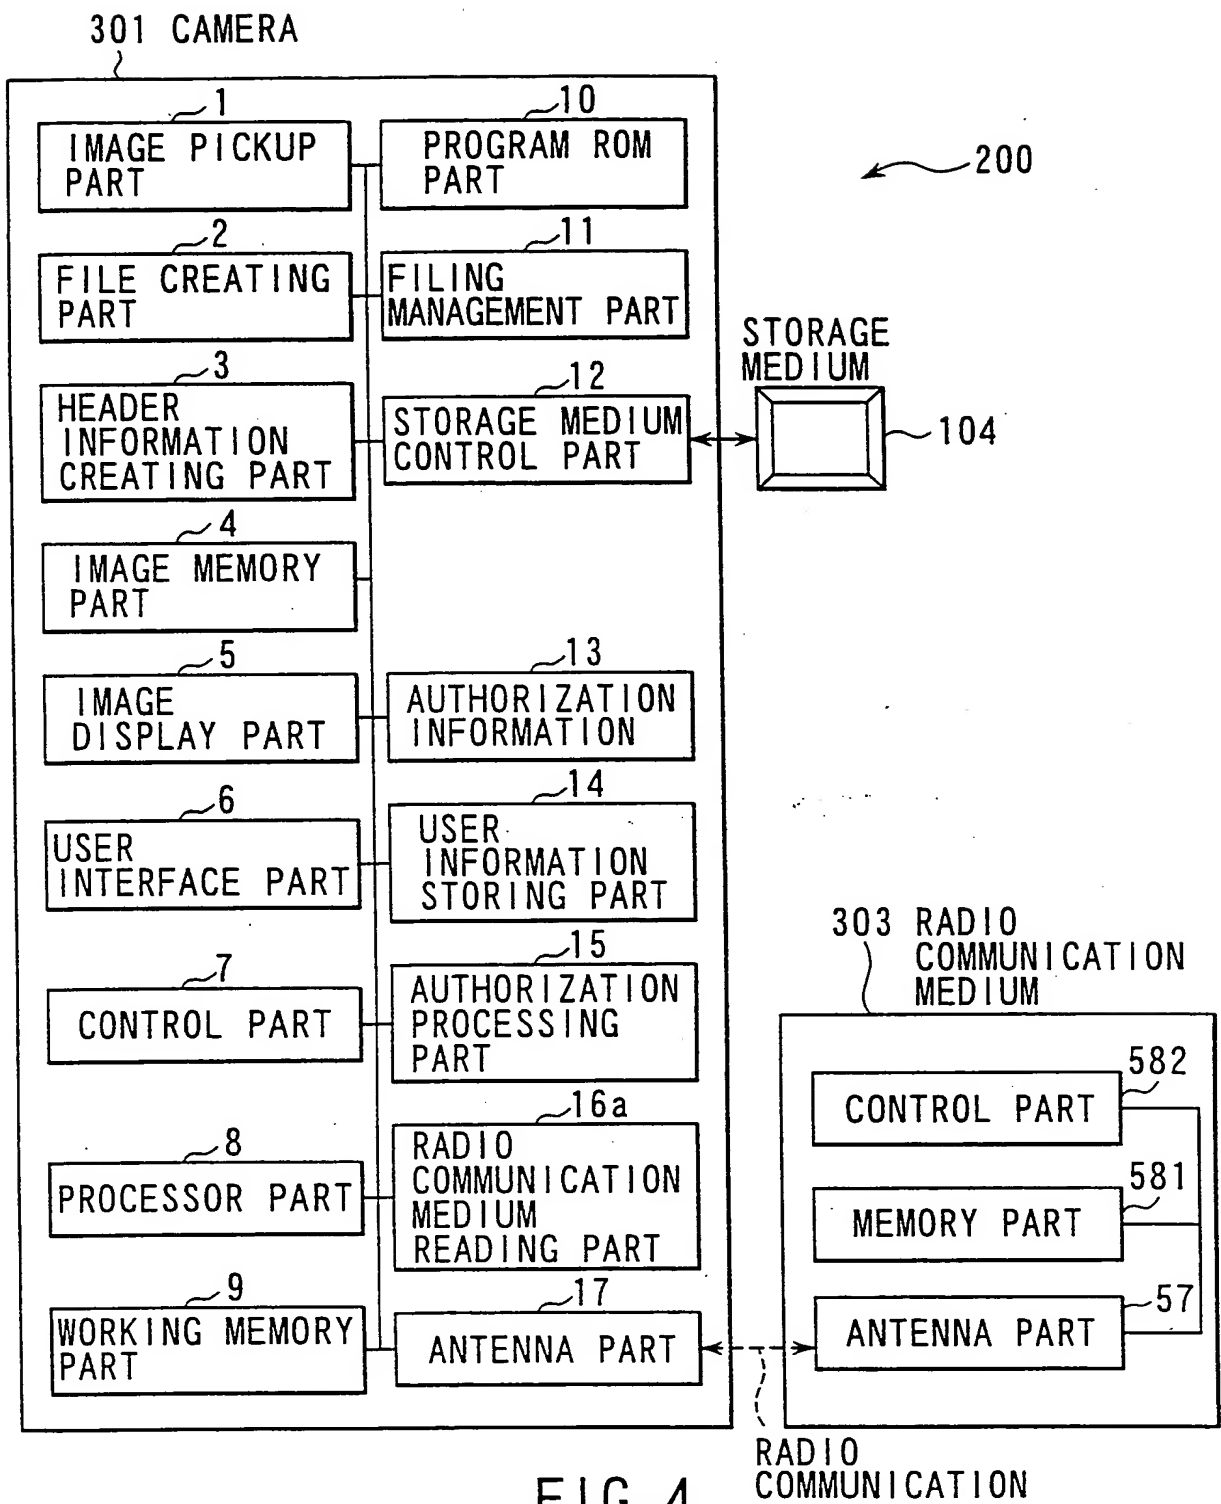 301 CAMERA
1
IMAGE PICKUP
PART
10
PROGRAM ROM
PART
200
2
FILE CREATING
PART
11
FILING
MANAGEMENT PART
3
HEADER
INFORMATION
CREATING PART
12
STORAGE MEDIUM
CONTROL PART
STORAGE
MEDIUM
104
4
IMAGE MEMORY
PART
5
IMAGE
DISPLAY PART
13
AUTHORIZATION
INFORMATION
6
USER
INTERFACE PART
14
USER
INFORMATION
STORING PART
7
CONTROL PART
15
AUTHORIZATION
PROCESSING
PART
8
PROCESSOR PART
16a
RADIO
COMMUNICATION
MEDIUM
READING PART
9
WORKING MEMORY
PART
17
ANTENNA PART
303 RADIO
COMMUNICATION
MEDIUM
582
CONTROL PART
581
MEMORY PART
57
ANTENNA PART
RADIO
COMMUNICATION
FIG. 4